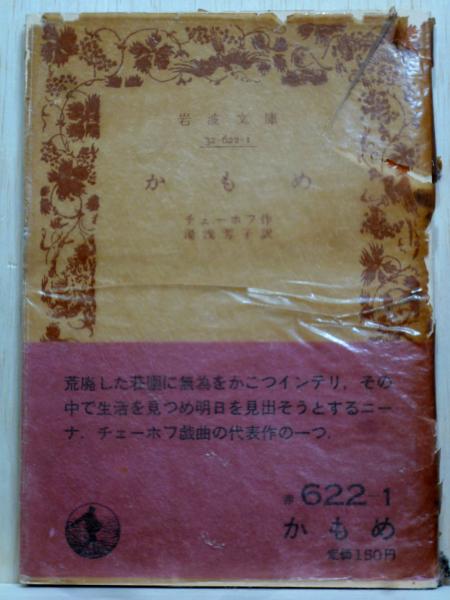 岩波文庫
32-622-1
かもめ
チェーホフ作
湯浅芳子訳
荒廃した荘園に無為をかこつインテリ，その
中で生活を見つめ明日を見出そうとするニー
ナ．チェーホフ戯曲の代表作の一つ．
赤 622-1
かもめ
定価150円